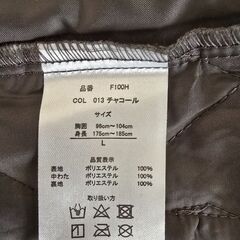 品番 F100H
COL 013 チャコール
サイズ
胸囲 96cm～104cm
身長 175cm～185cm
L
品質表示
表地 ポリエステル 100%
中わた ポリエステル 100%
裏地 ポリエステル 100%
取り扱い方